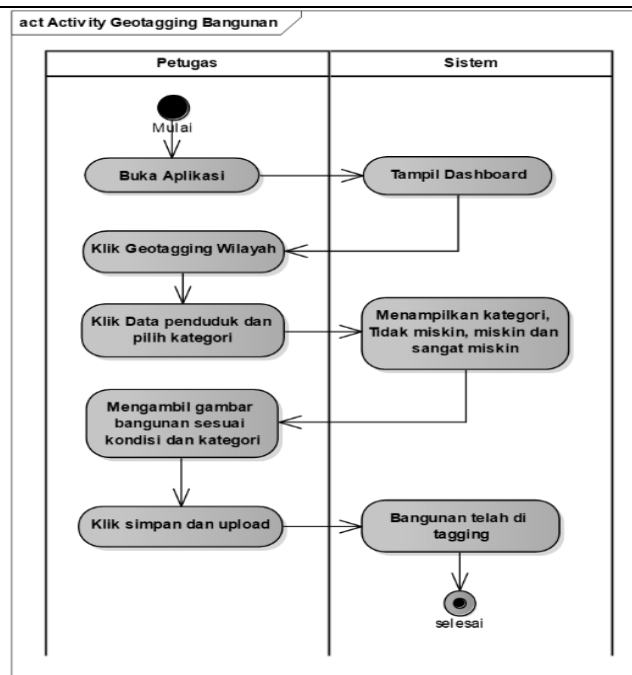 act Activity Geotagging Bangunan
Petugas
Sistem
Mulai
Buka Aplikasi
Tampil Dashboard
Klik Geotagging Wilayah
Klik Data penduduk dan
pilih kategori
Menampilkan kategori,
Tidak miskin, miskin dan
sangat miskin
Mengambil gambar
bangunan sesuai
kondisi dan kategori
Klik simpan dan upload
Bangunan telah di
tagging
selesai